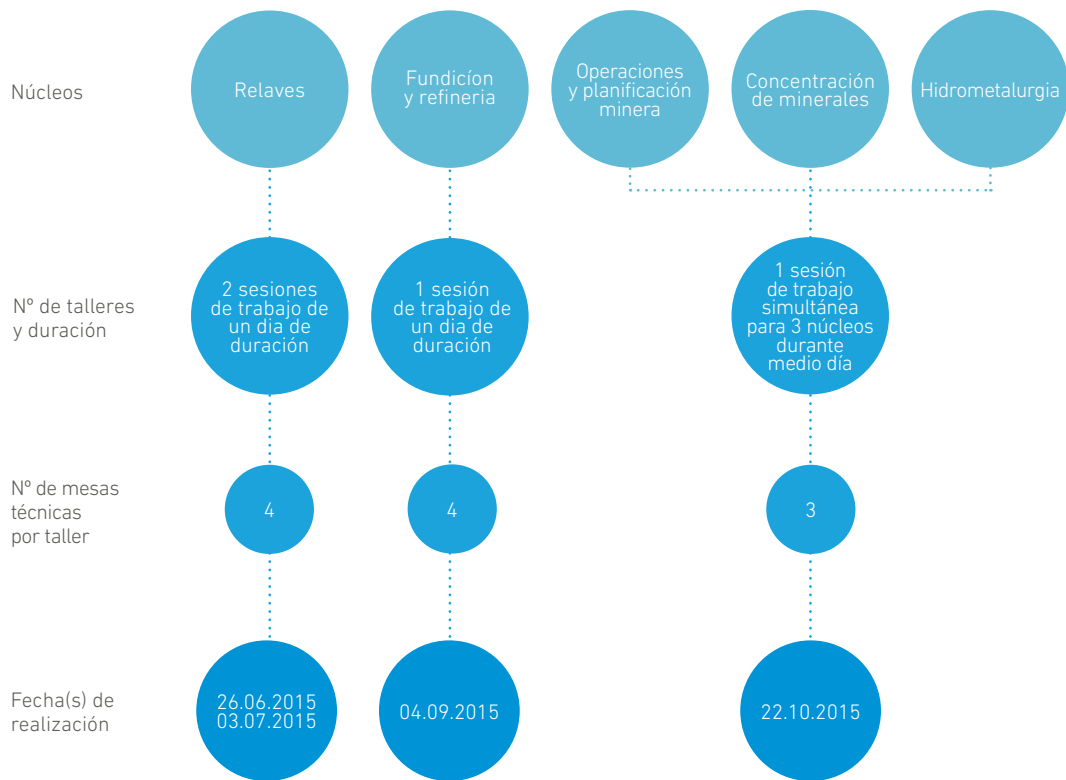 Núcleos
Relaves
Fundicíon
y refineria
Operaciones
y planificación
minera
Concentración
de minerales
Hidrometalurgia
Nº de talleres
y duración
2 sesiones
de trabajo de
un dia de
duración
1 sesión
de trabajo de
un dia de
duración
1 sesión
de trabajo
simultánea
para 3 núcleos
durante
medio día
Nº de mesas
técnicas
por taller
4
4
3
Fecha(s) de
realización
26.06.2015
03.07.2015
04.09.2015
22.10.2015